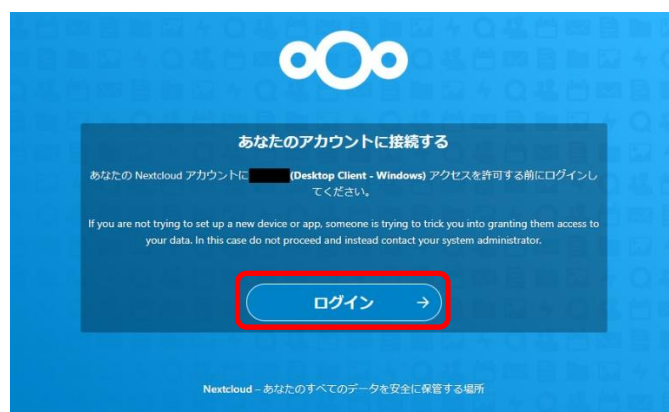 あなたのアカウントに接続する
あなたの Nextcloud アカウントに (Desktop Client - Windows) アクセスを許可する前にログインし
てください。
If you are not trying to set up a new device or app, someone is trying to trick you into granting them access to
your data. In this case do not proceed and instead contact your system administrator.
ログイン →
Nextcloud – あなたのすべてのデータを安全に保管する場所